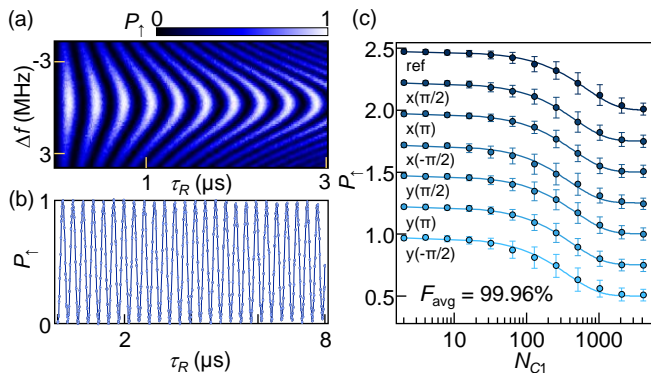 (a)
P↑ 0 1
-3
Δf (MHz)
3
1
3
τR (μs)
(b)
1
P↑
0
2
8
τR (μs)
(c)
2.5
ref
x(π/2)
2.0
x(π)
x(-π/2)
1.5
P↑
y(π/2)
y(π)
1.0
y(-π/2)
0.5
Favg = 99.96%
10
100
1000
NC1